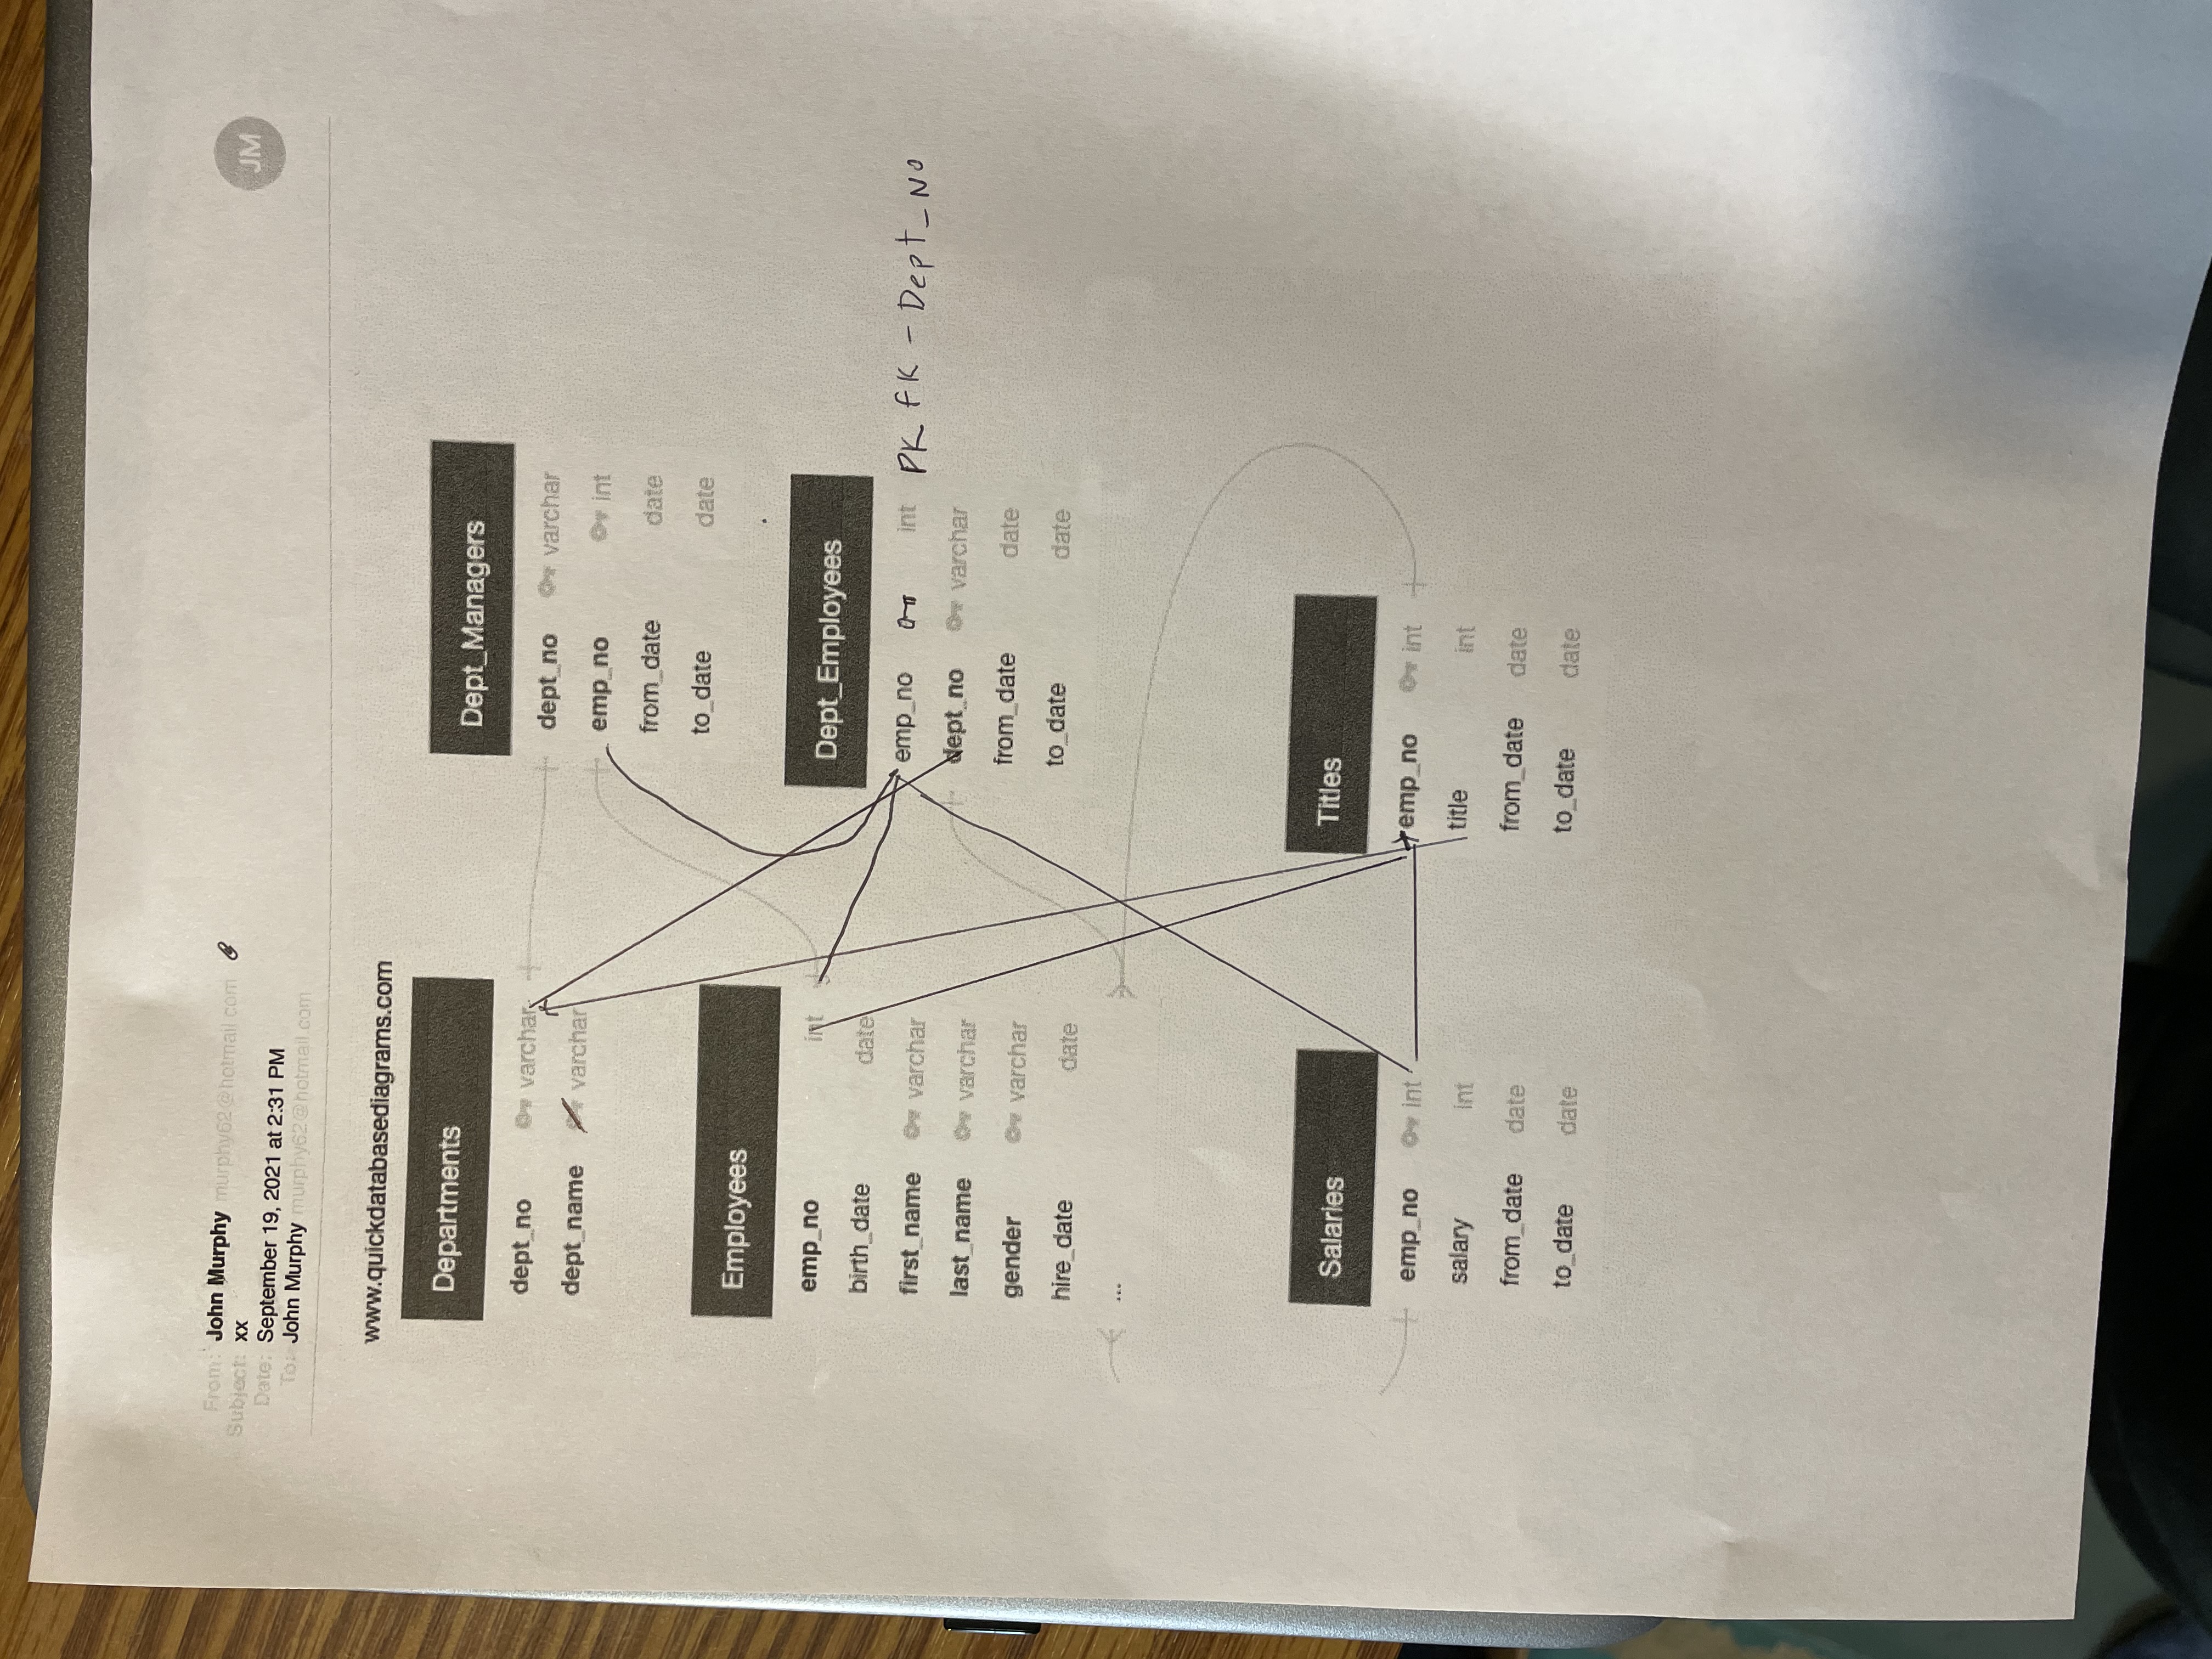 From: John Murphy murphy62@hotmail.com
Subject: xx
Date: September 19, 2021 at 2:31 PM
To: John Murphy murphy62@hotmail.com
JM
www.quickdatabasediagrams.com
Departments
dept_no varchar
dept_name varchar
Dept_Managers
dept_no varchar
emp_no int
from_date date
to_date date
Employees
emp_no int
birth_date date
first_name varchar
last_name varchar
gender varchar
hire_date date
...
Dept_Employees
emp_no int PK FK - Dept_No
dept_no varchar
from_date date
to_date date
Salaries
emp_no int
salary int
from_date date
to_date date
Titles
emp_no int
title int
from_date date
to_date date